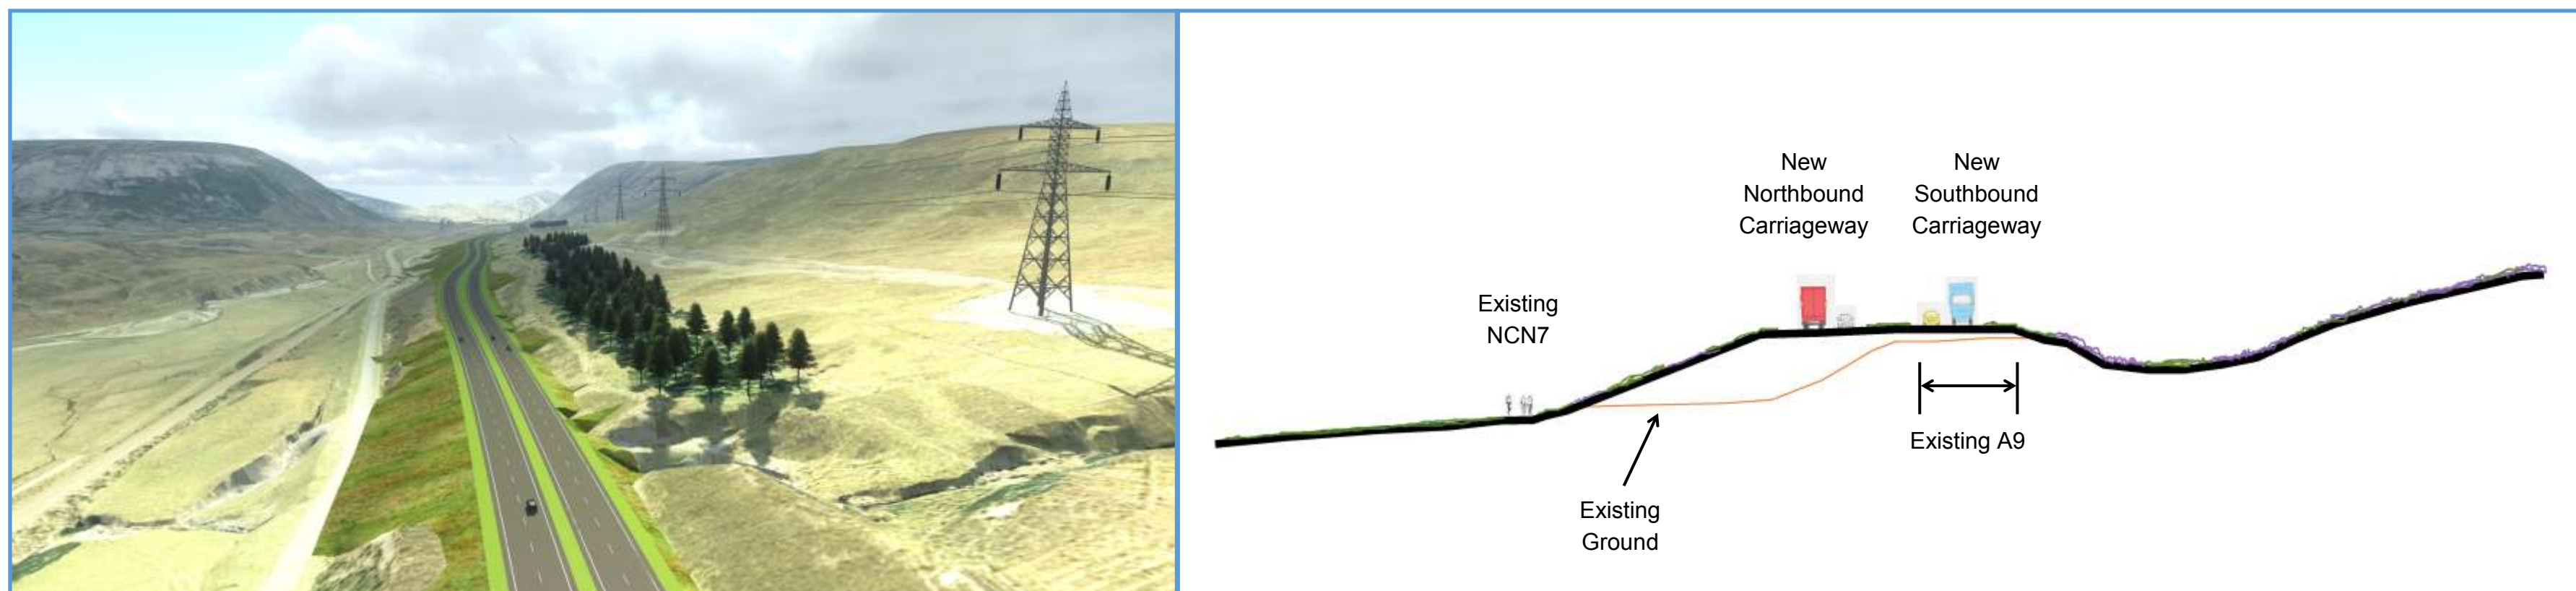 New
Northbound
Carriageway
New
Southbound
Carriageway
Existing
NCN7
Existing A9
Existing
Ground